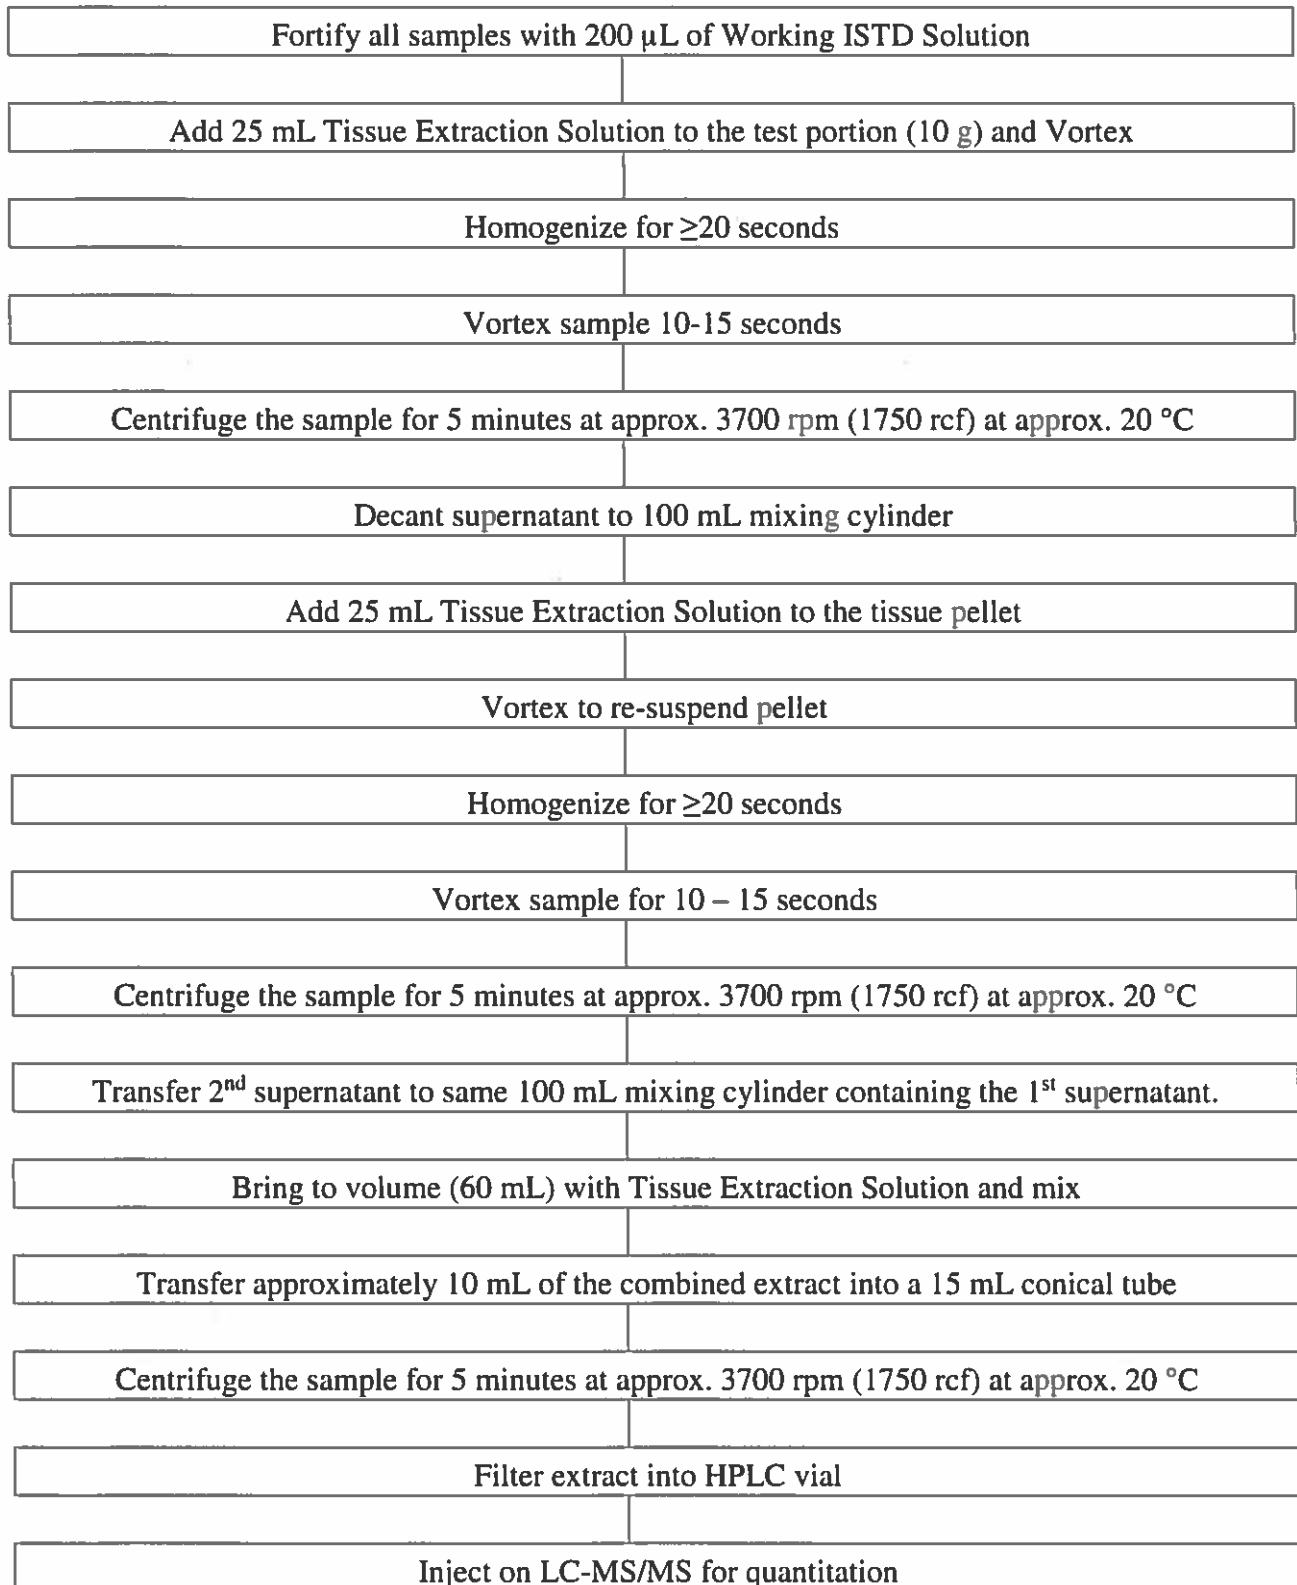 Fortify all samples with 200 µL of Working ISTD Solution
Add 25 mL Tissue Extraction Solution to the test portion (10 g) and Vortex
Homogenize for ≥20 seconds
Vortex sample 10-15 seconds
Centrifuge the sample for 5 minutes at approx. 3700 rpm (1750 rcf) at approx. 20 °C
Decant supernatant to 100 mL mixing cylinder
Add 25 mL Tissue Extraction Solution to the tissue pellet
Vortex to re-suspend pellet
Homogenize for ≥20 seconds
Vortex sample for 10 – 15 seconds
Centrifuge the sample for 5 minutes at approx. 3700 rpm (1750 rcf) at approx. 20 °C
Transfer 2nd supernatant to same 100 mL mixing cylinder containing the 1st supernatant.
Bring to volume (60 mL) with Tissue Extraction Solution and mix
Transfer approximately 10 mL of the combined extract into a 15 mL conical tube
Centrifuge the sample for 5 minutes at approx. 3700 rpm (1750 rcf) at approx. 20 °C
Filter extract into HPLC vial
Inject on LC-MS/MS for quantitation